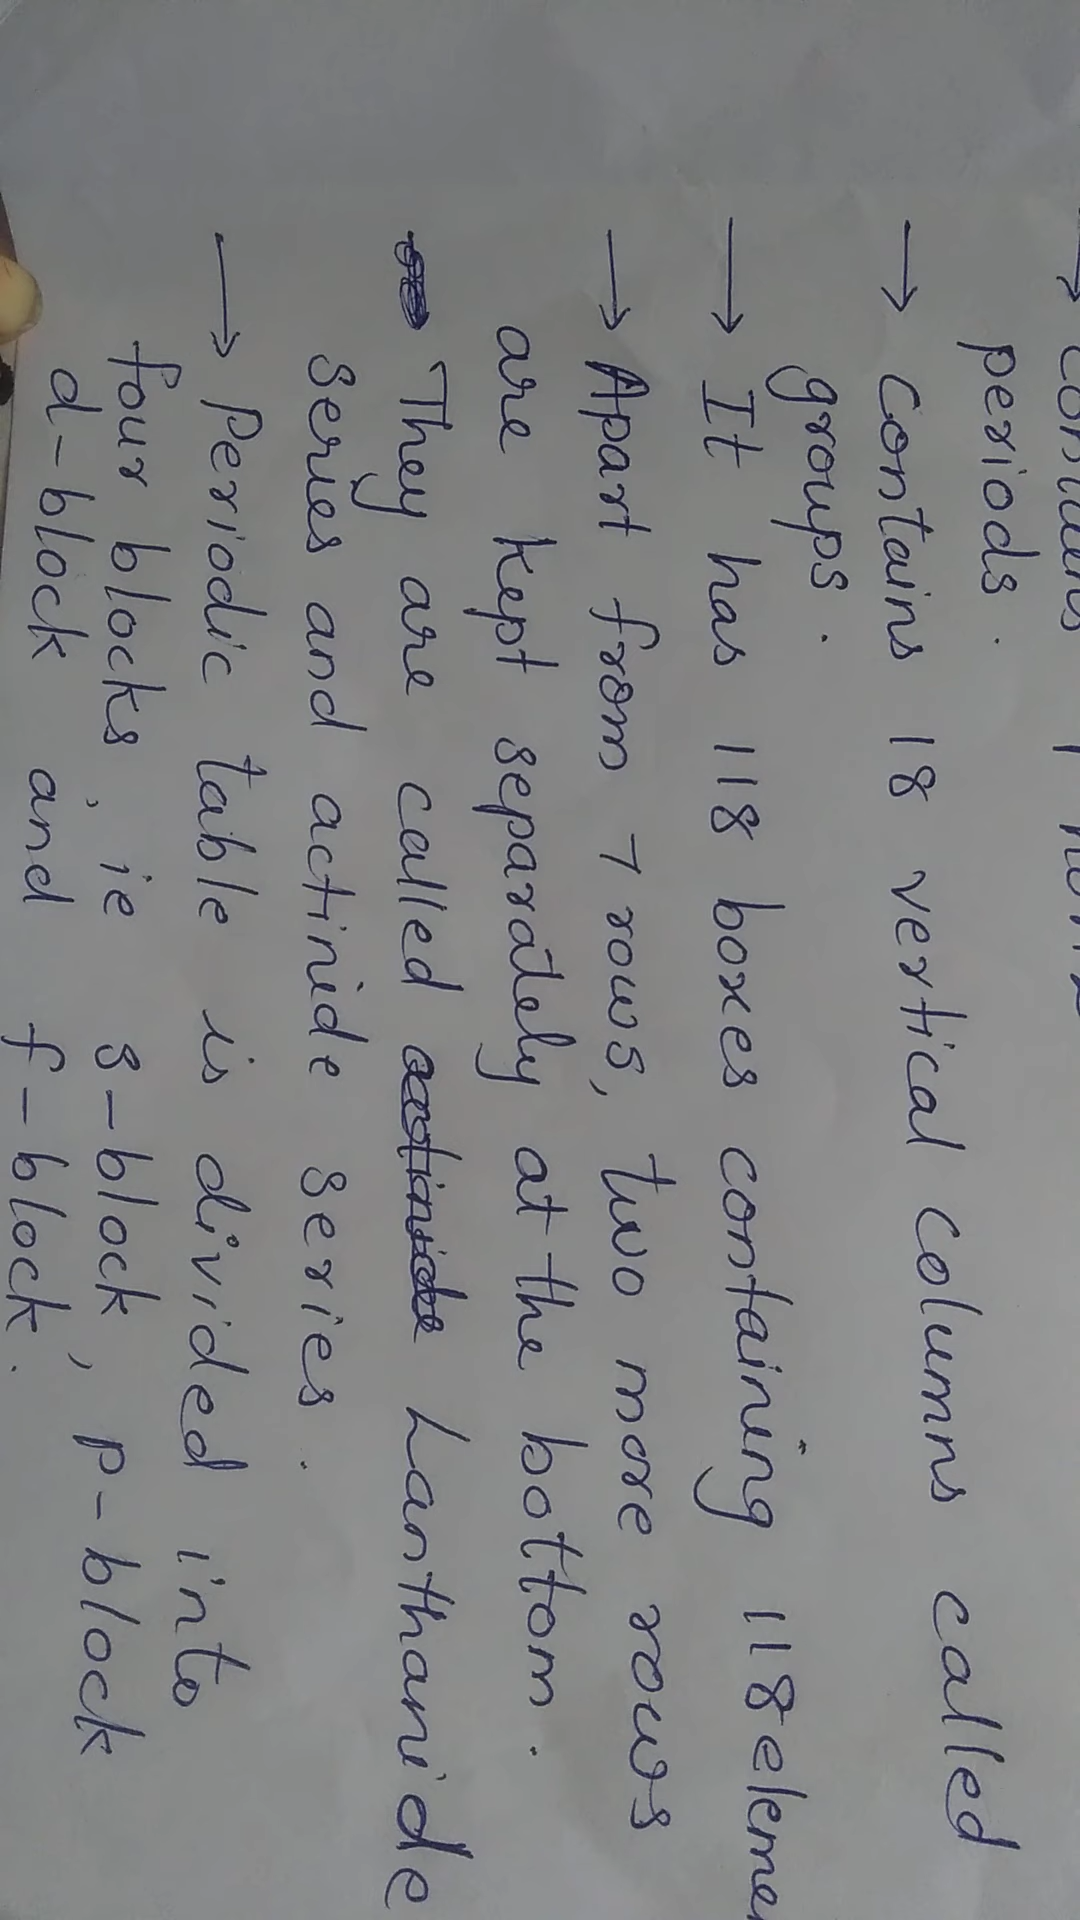 → Contains 7
periods.
→ Contains 18 vertical columns called
groups.
→ It has 118 boxes containing 118 eleme
→ Apart from 7 rows, two more rows
are kept separately at the bottom.
They are called Lanthanide
series and actinide series.
→ Periodic table is divided into
four blocks, ie s-block, p-block
d-block and f-block.